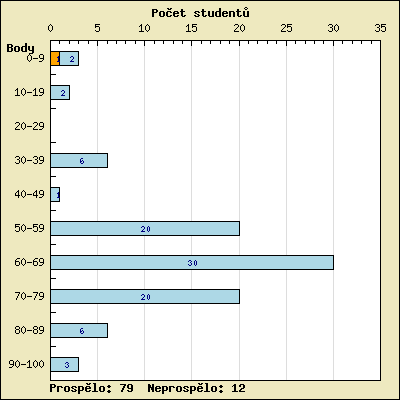 Počet studentů
0 5 10 15 20 25 30 35
Body
0-9 1 2
10-19 2
20-29
30-39 6
40-49 1
50-59 20
60-69 30
70-79 20
80-89 6
90-100 3
Prospělo: 79 Neprospělo: 12